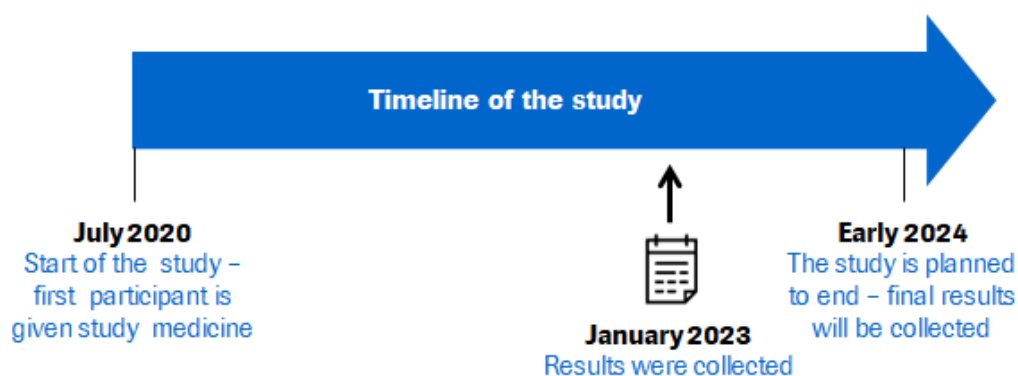 Timeline of the study
July 2020
Start of the study –
first participant is
given study medicine
January 2023
Results were collected
Early 2024
The study is planned
to end – final results
will be collected